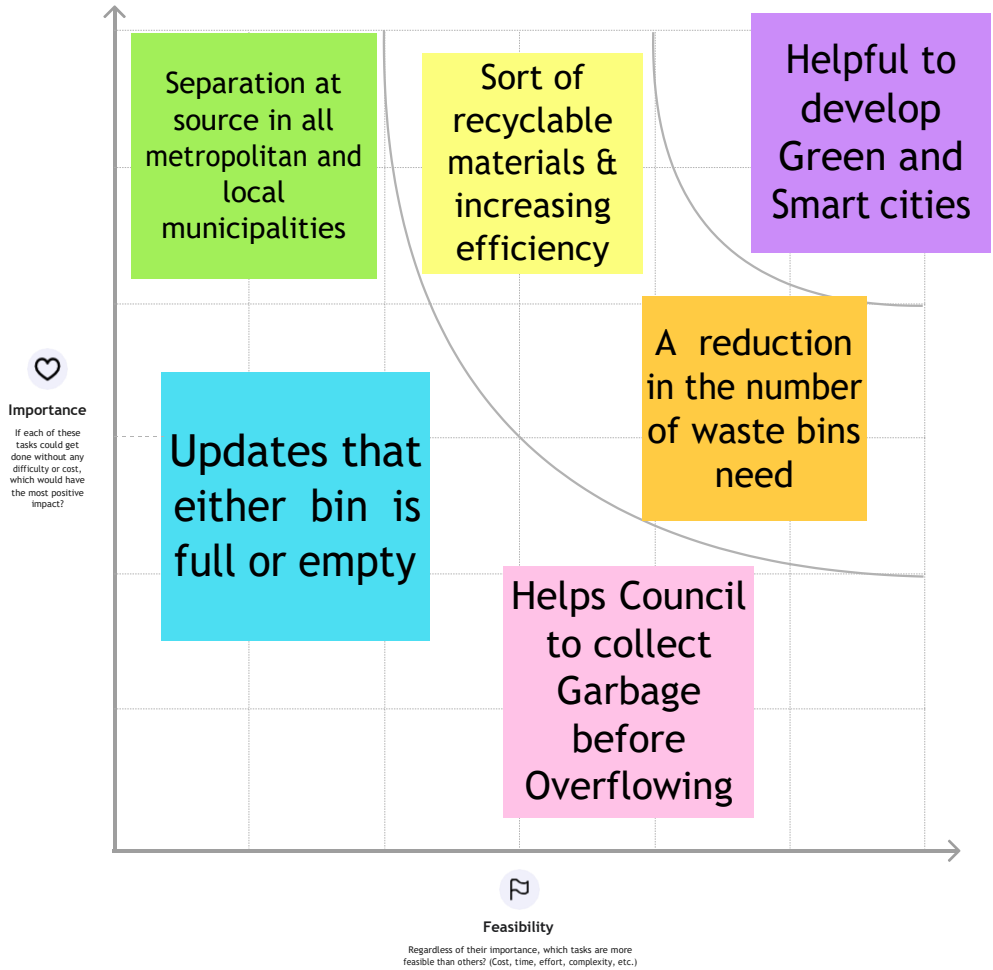 Separation at
source in all
metropolitan and
local
municipalities
Sort of
recyclable
materials &
increasing
efficiency
Helpful to
develop
Green and
Smart cities
A reduction
in the number
of waste bins
need
Importance
If each of these
tasks could get
done without any
difficulty or cost,
which would have
the most positive
impact?
Updates that
either bin is
full or empty
Helps Council
to collect
Garbage
before
Overflowing
Feasibility
Regardless of their importance, which tasks are more
feasible than others? (Cost, time, effort, complexity, etc.)